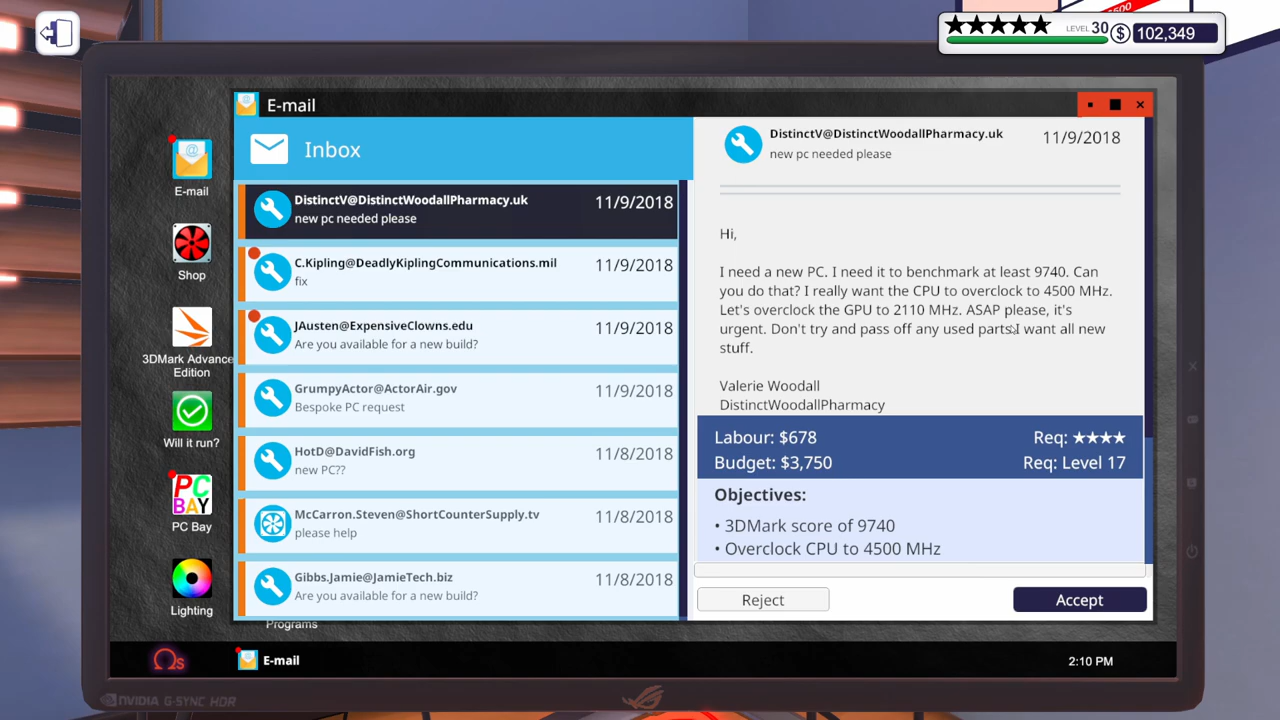 500
LEVEL 30
$ 102,349
E-mail
E-mail
Shop
3DMark Advance
Edition
Will it run?
PC
BAY
PC Bay
Lighting
Programs
Inbox
DistinctV@DistinctWoodallPharmacy.uk 11/9/2018
new pc needed please
C.Kipling@DeadlyKiplingCommunications.mil 11/9/2018
fix
JAusten@ExpensiveClowns.edu 11/9/2018
Are you available for a new build?
GrumpyActor@ActorAir.gov 11/9/2018
Bespoke PC request
HotD@DavidFish.org 11/8/2018
new PC??
McCarron.Steven@ShortCounterSupply.tv 11/8/2018
please help
Gibbs.Jamie@JamieTech.biz 11/8/2018
Are you available for a new build?
DistinctV@DistinctWoodallPharmacy.uk 11/9/2018
new pc needed please
Hi,
I need a new PC. I need it to benchmark at least 9740. Can
you do that? I really want the CPU to overclock to 4500 MHz.
Let's overclock the GPU to 2110 MHz. ASAP please, it's
urgent. Don't try and pass off any used parts I want all new
stuff.
Valerie Woodall
DistinctWoodallPharmacy
Labour: $678 Req: ★★★★
Budget: $3,750 Req: Level 17
Objectives:
• 3DMark score of 9740
• Overclock CPU to 4500 MHz
Reject Accept
Ωs E-mail 2:10 PM
NVIDIA G-SYNC HDR